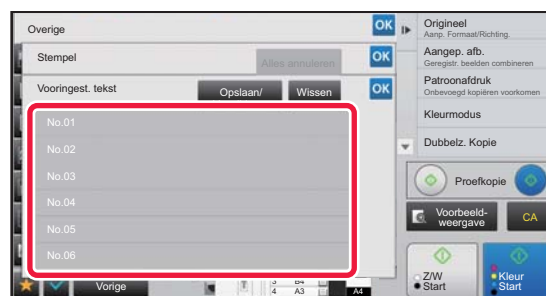 Overige
OK
Stempel
Alles annuleren
OK
Vooringest. tekst
Opslaan/
Wissen
OK
No.01
No.02
No.03
No.04
No.05
No.06
Vorige
3 B4
4 A3
A4
Origineel
Aanp. Formaat/Richting.
Aangep. afb.
Geregistr. beelden combineren
Patroonafdruk
Onbevoegd kopiëren voorkomen
Kleurmodus
Dubbelz. Kopie
Proefkopie
Voorbeeld-
weergave
CA
Z/W
Start
Kleur
Start